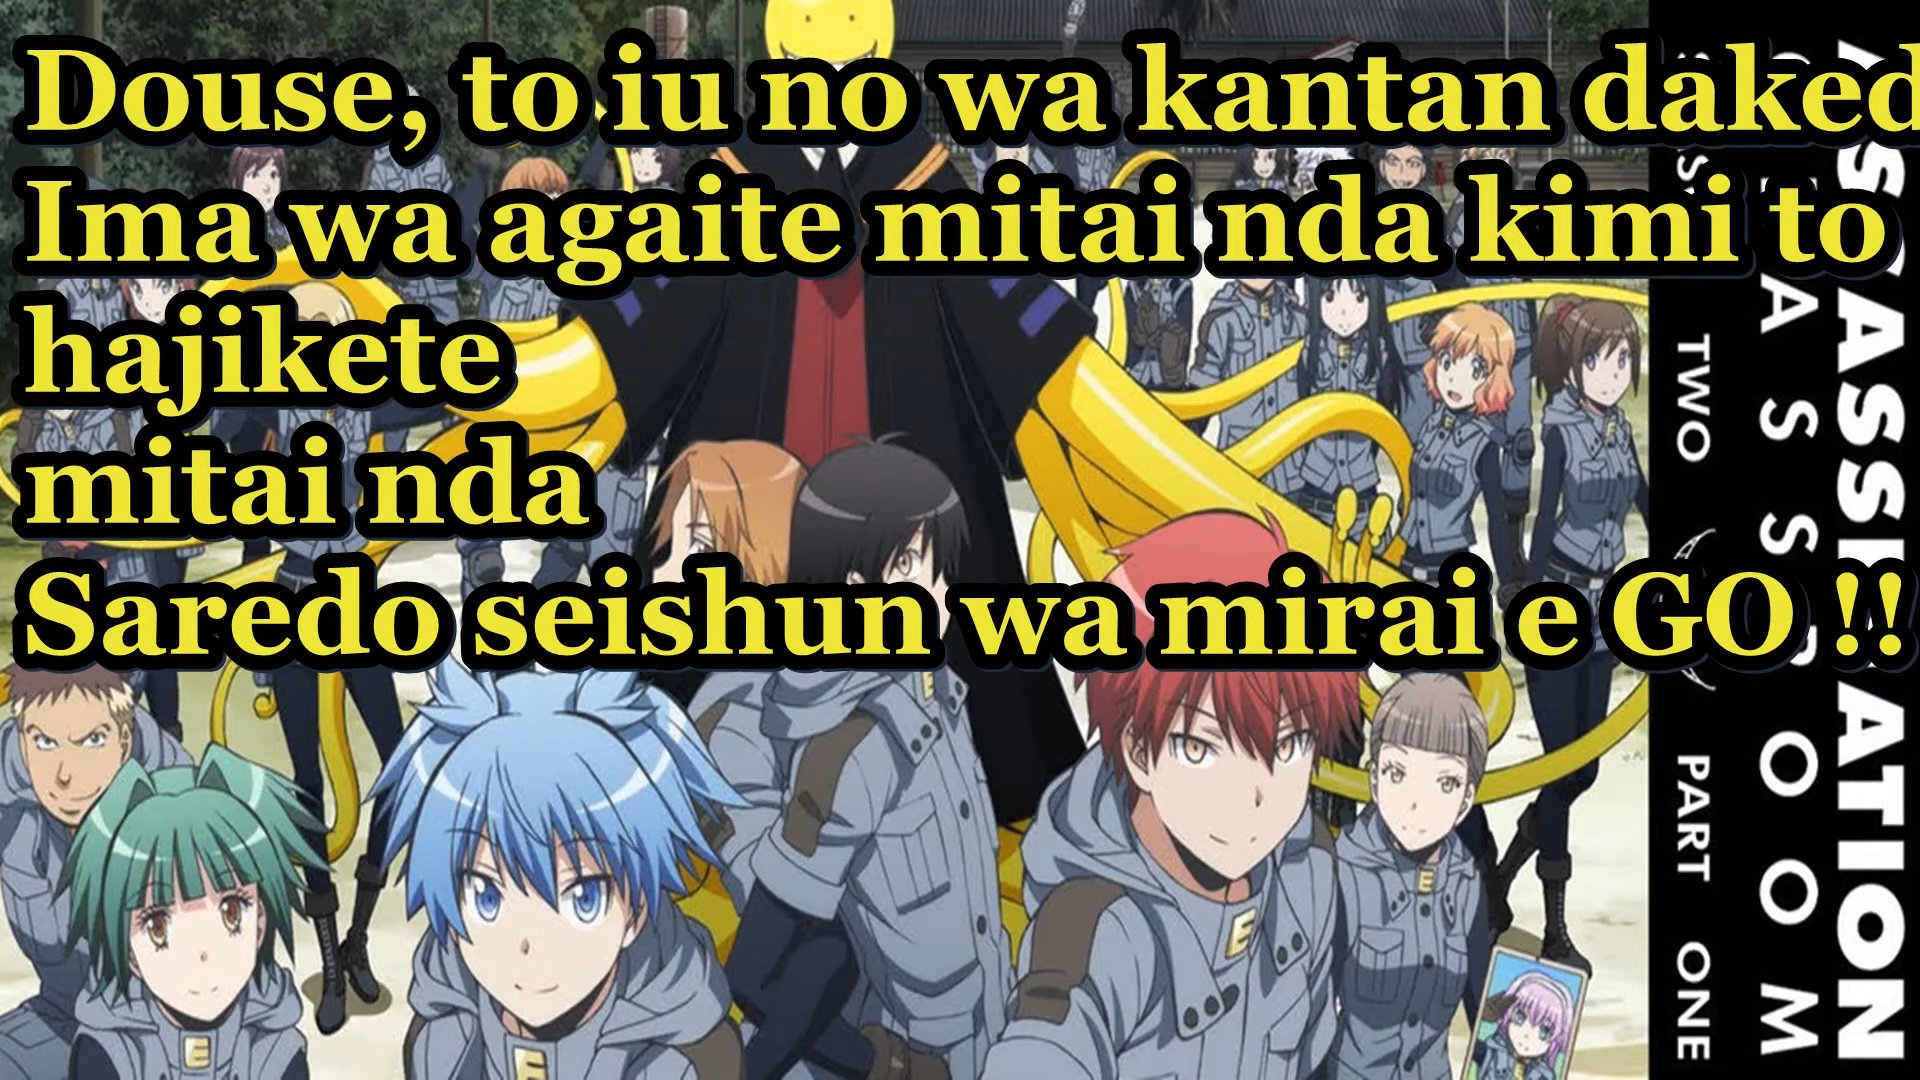 Douse, to iu no wa kantan daked
Ima wa agaite mitai nda kimi to
hajikete
mitai nda
Saredo seishun wa mirai e GO !!
ASSASSINATION
CLASSROOM
TWO
PART ONE
E
E
E
E